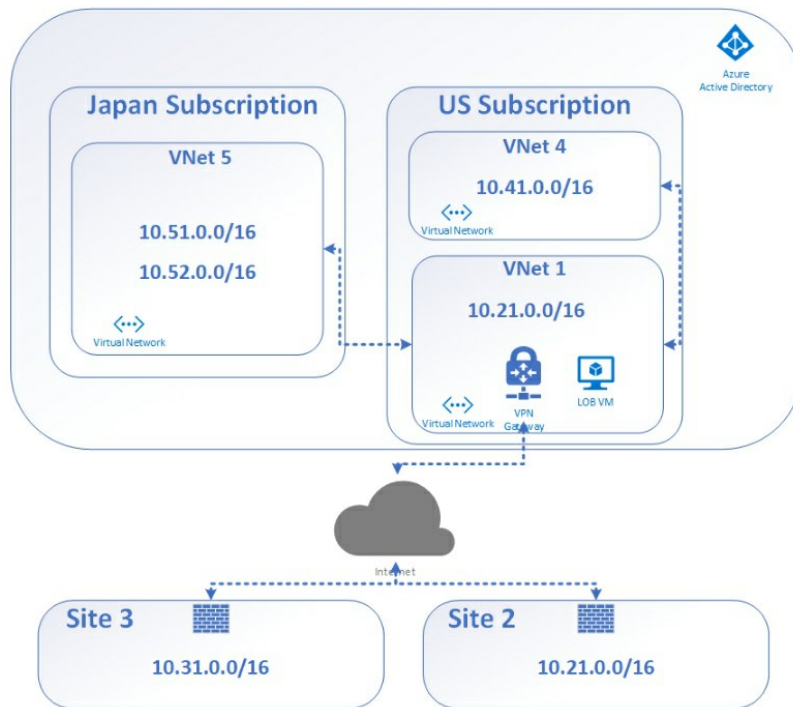 Azure
Active Directory
Japan Subscription
VNet 5
10.51.0.0/16
10.52.0.0/16
Virtual Network
US Subscription
VNet 4
10.41.0.0/16
Virtual Network
VNet 1
10.21.0.0/16
Virtual Network
VPN
Gateway
LOB VM
Internet
Site 3
10.31.0.0/16
Site 2
10.21.0.0/16